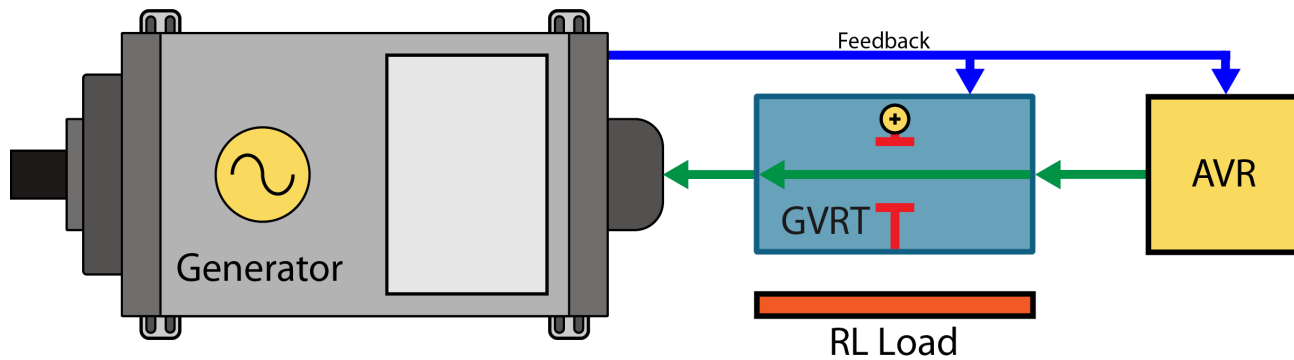 Feedback
AVR
GVRT
Generator
RL Load